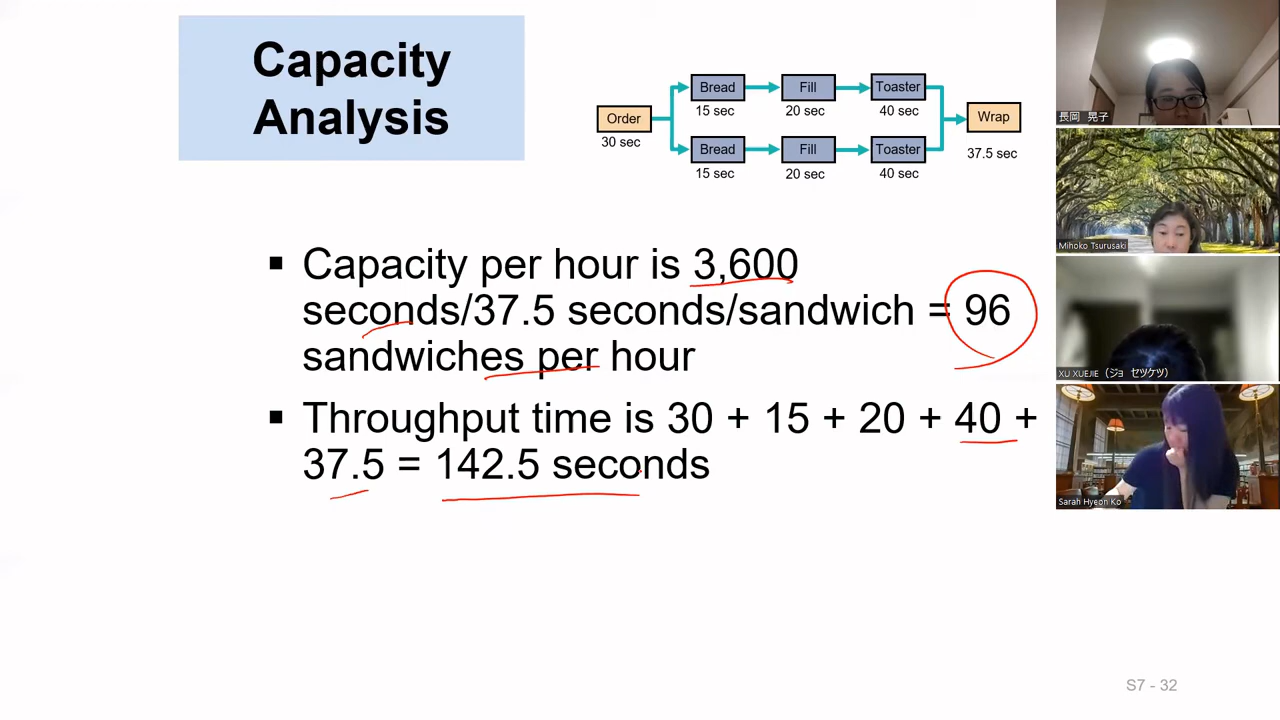 Capacity
Analysis
Order
30 sec
Bread
15 sec
Fill
20 sec
Toaster
40 sec
Bread
15 sec
Fill
20 sec
Toaster
40 sec
Wrap
37.5 sec
▪ Capacity per hour is 3,600
seconds/37.5 seconds/sandwich = 96
sandwiches per hour
▪ Throughput time is 30 + 15 + 20 + 40 +
37.5 = 142.5 seconds
S7 - 32
長岡 晃子
Mihoko Tsurusaki
XU XUEJIE（ジョ セツケツ）
Sarah Hyeon Ko